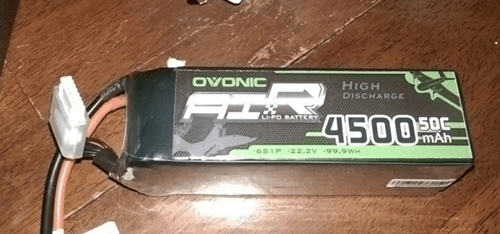 OVONIC
HIGH
DISCHARGE
AIR
LI-PO BATTERY
4500 50C
mAh
6S1P -22.2V -99.9WH